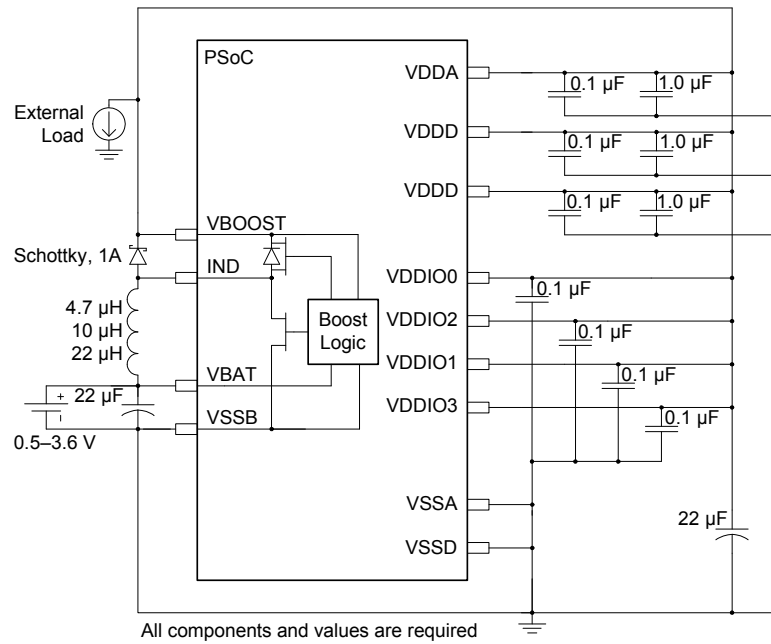 PSoC
VDDA
0.1 µF
1.0 µF
External
Load
VDDD
0.1 µF
1.0 µF
VDDD
0.1 µF
1.0 µF
VBOOST
Schottky, 1A
IND
VDDIO0
0.1 µF
4.7 µH
10 µH
22 µH
Boost
Logic
VDDIO2
0.1 µF
VDDIO1
0.1 µF
VBAT
22 µF
+
VDDIO3
0.1 µF
VSSB
0.5–3.6 V
VSSA
22 µF
VSSD
All components and values are required